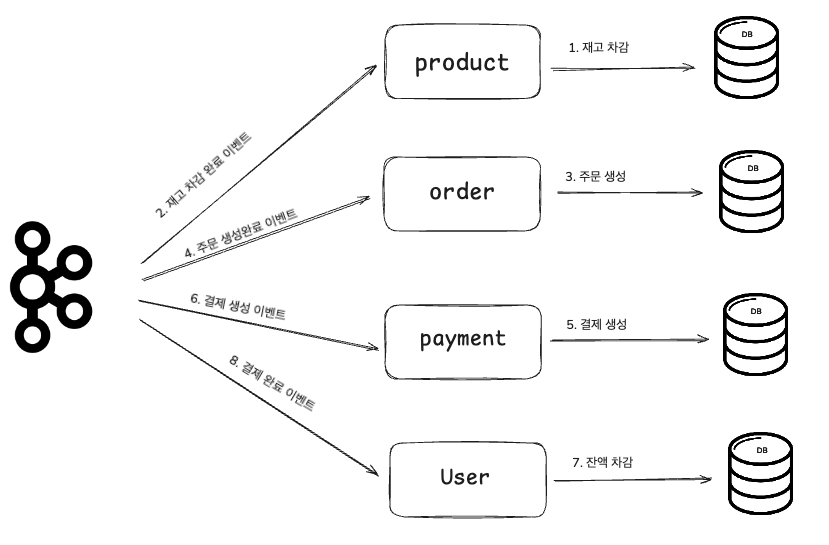 product
1. 재고 차감
DB
2. 재고 차감 완료 이벤트
order
3. 주문 생성
DB
4. 주문 생성완료 이벤트
6. 결제 생성 이벤트
payment
5. 결제 생성
DB
8. 결제 완료 이벤트
User
7. 잔액 차감
DB